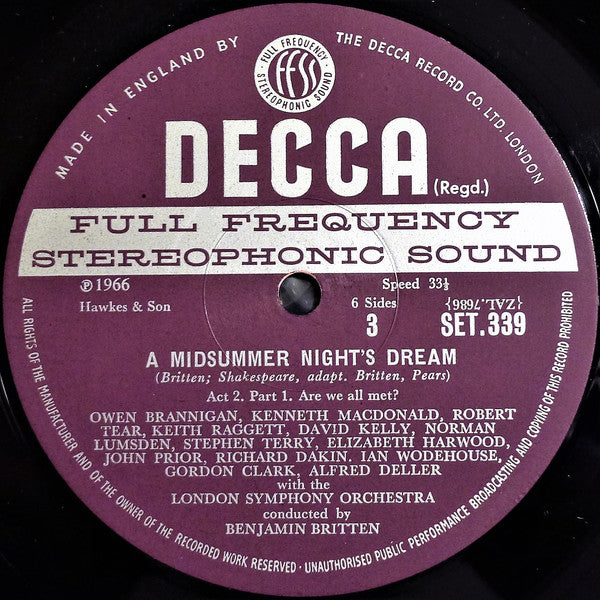 MADE IN ENGLAND BY
THE DECCA RECORD CO. LTD. LONDON
FULL FREQUENCY
FFSS
STEREOPHONIC SOUND
DECCA
(Regd.)
FULL FREQUENCY
STEREOPHONIC SOUND
℗1966
Speed 33⅓
Hawkes & Son
6 Sides
{ZAL.7686}
3
SET.339
A MIDSUMMER NIGHT'S DREAM
(Britten; Shakespeare, adapt. Britten, Pears)
Act 2. Part 1. Are we all met?
OWEN BRANNIGAN, KENNETH MACDONALD, ROBERT
TEAR, KEITH RAGGETT, DAVID KELLY, NORMAN
LUMSDEN, STEPHEN TERRY, ELIZABETH HARWOOD,
JOHN PRIOR, RICHARD DAKIN. IAN WODEHOUSE,
GORDON CLARK, ALFRED DELLER
with the
LONDON SYMPHONY ORCHESTRA
conducted by
BENJAMIN BRITTEN
ALL RIGHTS OF THE MANUFACTURER AND OF THE OWNER OF THE RECORDED WORK RESERVED · UNAUTHORISED PUBLIC PERFORMANCE BROADCASTING AND COPYING OF THIS RECORD PROHIBITED